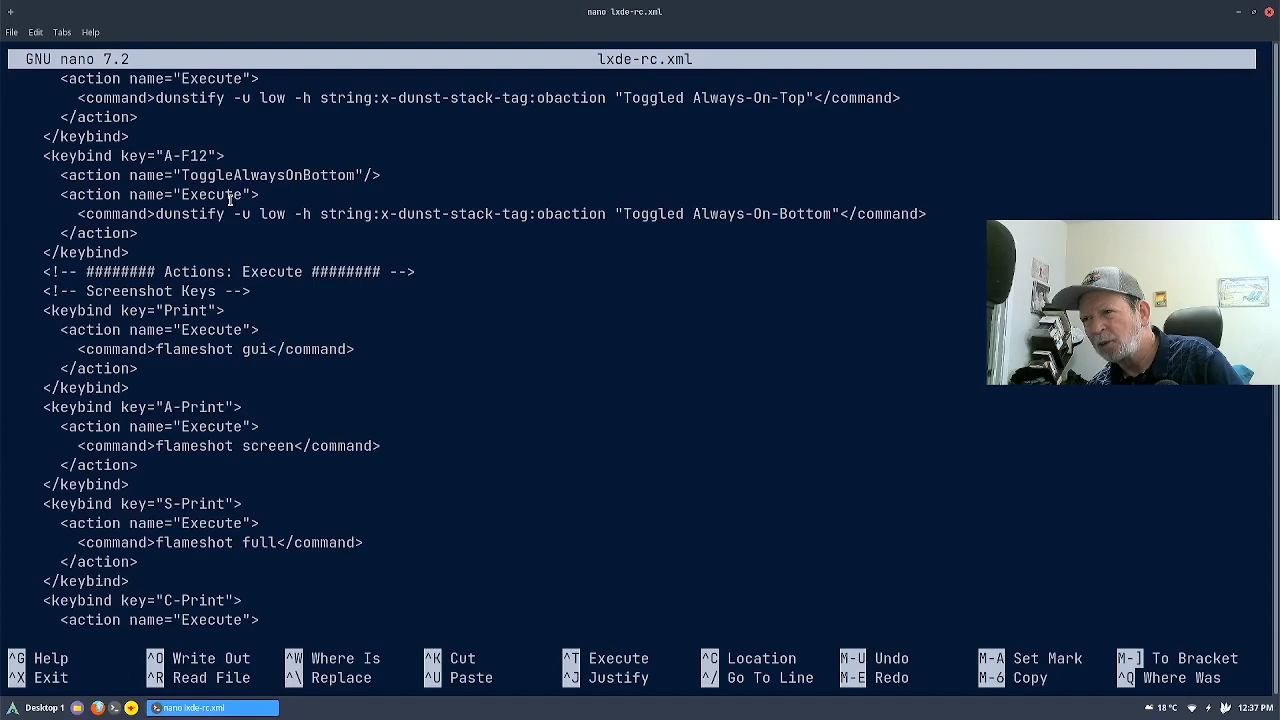 nano lxde-rc.xml
File Edit Tabs Help
GNU nano 7.2 lxde-rc.xml
<action name="Execute">
<command>dunstify -u low -h string:x-dunst-stack-tag:obaction "Toggled Always-On-Top"</command>
</action>
</keybind>
<keybind key="A-F12">
<action name="ToggleAlwaysOnBottom"/>
<action name="Execute">
<command>dunstify -u low -h string:x-dunst-stack-tag:obaction "Toggled Always-On-Bottom"</command>
</action>
</keybind>
<!-- ######## Actions: Execute ######## -->
<!-- Screenshot Keys -->
<keybind key="Print">
<action name="Execute">
<command>flameshot gui</command>
</action>
</keybind>
<keybind key="A-Print">
<action name="Execute">
<command>flameshot screen</command>
</action>
</keybind>
<keybind key="S-Print">
<action name="Execute">
<command>flameshot full</command>
</action>
</keybind>
<keybind key="C-Print">
<action name="Execute">
^G Help ^O Write Out ^W Where Is ^K Cut ^T Execute ^C Location M-U Undo M-A Set Mark M-] To Bracket
^X Exit ^R Read File ^\ Replace ^U Paste ^J Justify ^/ Go To Line M-E Redo M-6 Copy ^Q Where Was
Desktop 1 nano lxde-rc.xml 18 °C 12:37 PM